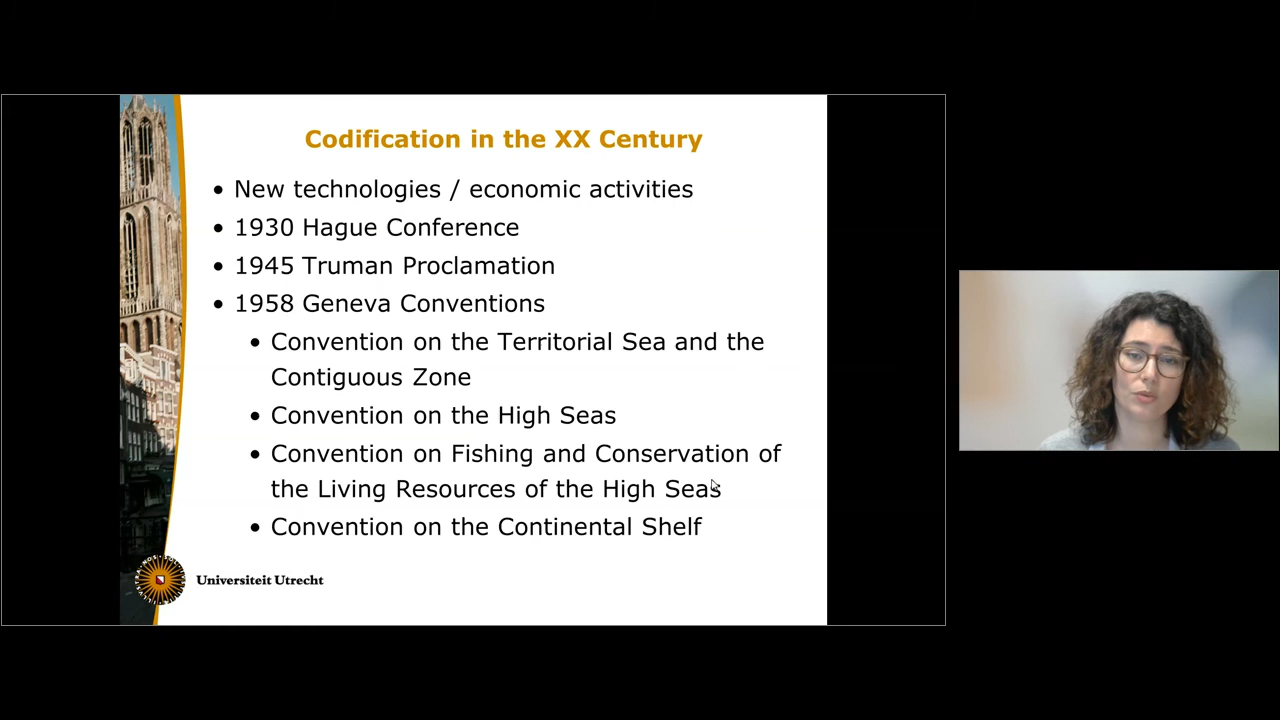 Codification in the XX Century
• New technologies / economic activities
• 1930 Hague Conference
• 1945 Truman Proclamation
• 1958 Geneva Conventions
• Convention on the Territorial Sea and the
Contiguous Zone
• Convention on the High Seas
• Convention on Fishing and Conservation of
the Living Resources of the High Seas
• Convention on the Continental Shelf
Universiteit Utrecht